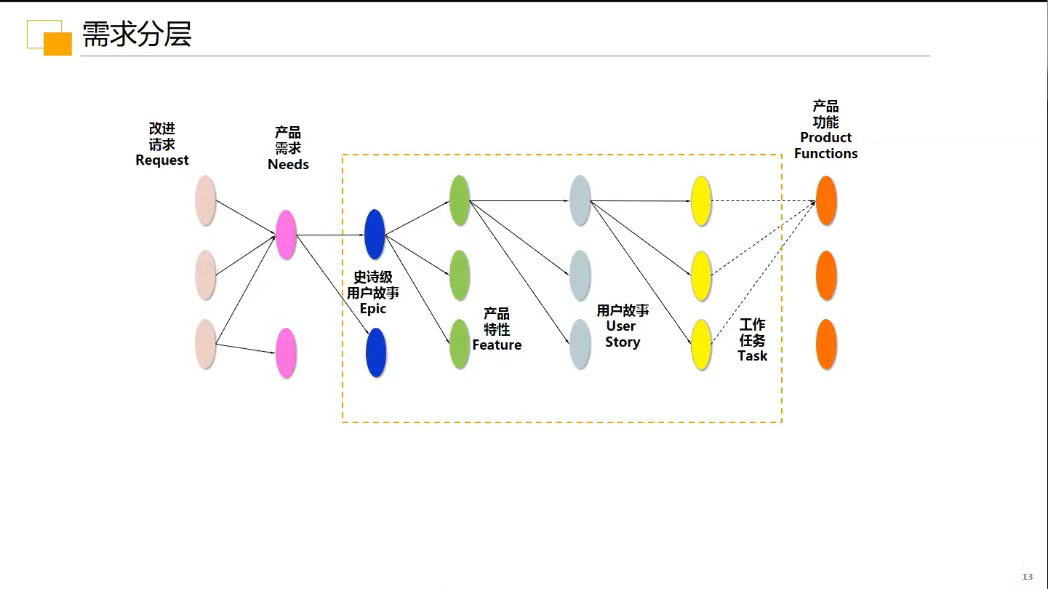 需求分层
改进
请求
Request
产品
需求
Needs
史诗级
用户故事
Epic
产品
特性
Feature
用户故事
User
Story
工作
任务
Task
产品
功能
Product
Functions
13